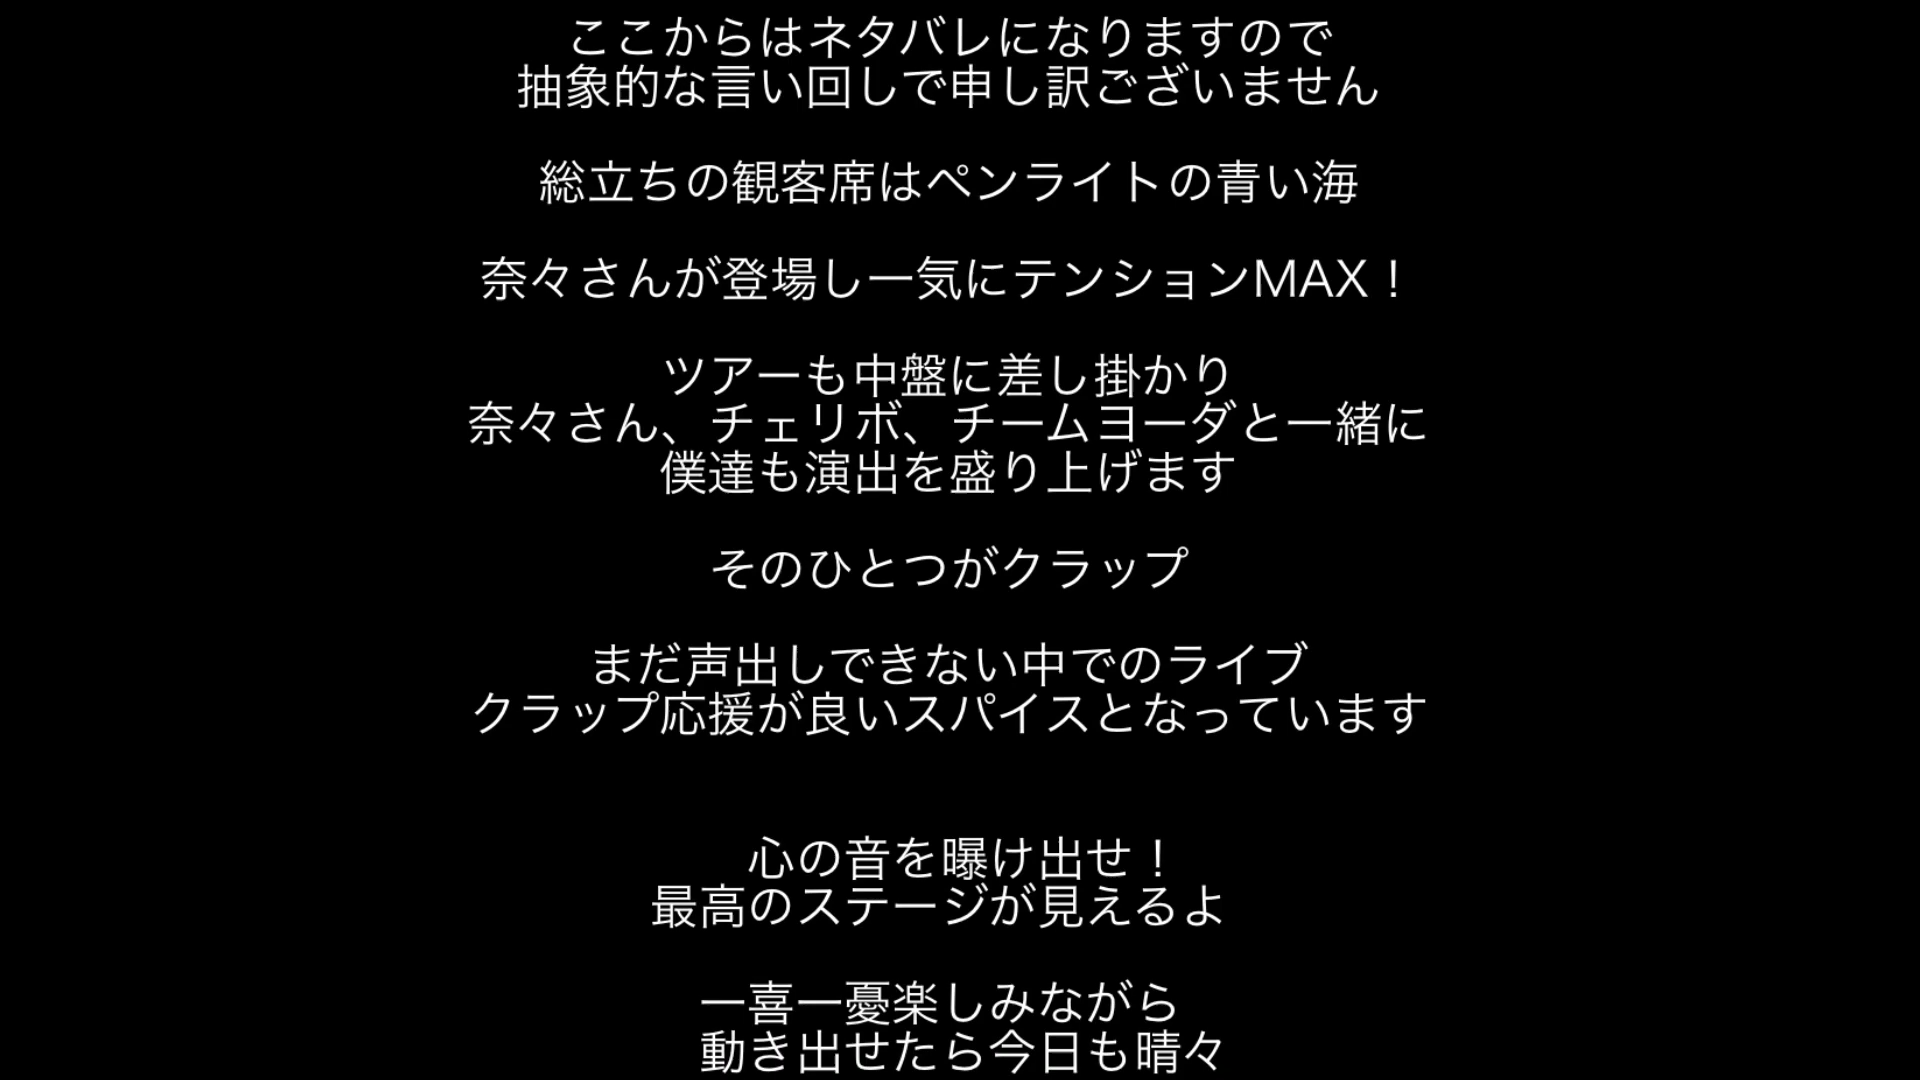 ここからはネタバレになりますので
抽象的な言い回しで申し訳ございません
総立ちの観客席はペンライトの青い海
奈々さんが登場し一気にテンションMAX！
ツアーも中盤に差し掛かり
奈々さん、チェリボ、チームヨーダと一緒に
僕達も演出を盛り上げます
そのひとつがクラップ
まだ声出しできない中でのライブ
クラップ応援が良いスパイスとなっています
心の音を曝け出せ！
最高のステージが見えるよ
一喜一憂楽しみながら
動き出せたら今日も晴々